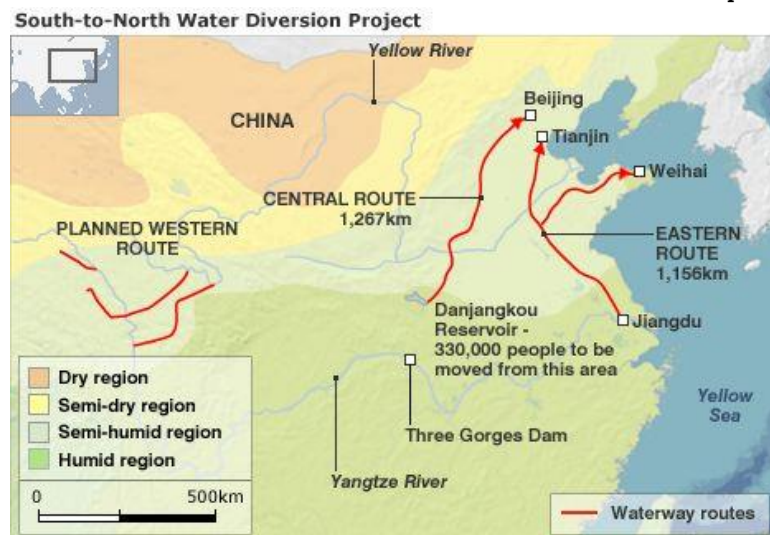 South-to-North Water Diversion Project
Yellow River
CHINA
Beijing
Tianjin
Weihai
CENTRAL ROUTE
1,267km
PLANNED WESTERN
ROUTE
EASTERN
ROUTE
1,156km
Danjangkou
Reservoir -
330,000 people to be
moved from this area
Jiangdu
Dry region
Semi-dry region
Semi-humid region
Humid region
Three Gorges Dam
Yangtze River
Yellow
Sea
0 500km
Waterway routes